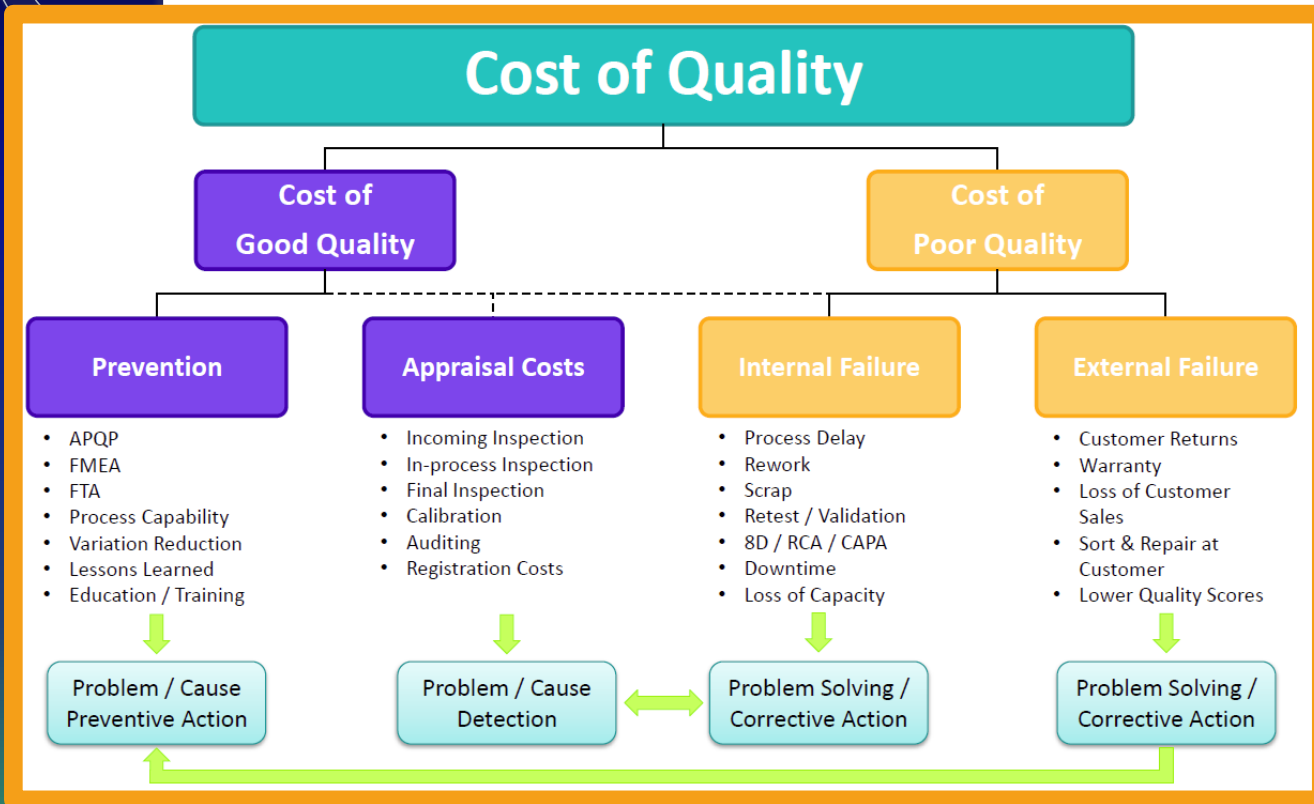 Cost of Quality
Cost of
Good Quality
Cost of
Poor Quality
Prevention
Appraisal Costs
Internal Failure
External Failure
• APQP
• FMEA
• FTA
• Process Capability
• Variation Reduction
• Lessons Learned
• Education / Training
• Incoming Inspection
• In-process Inspection
• Final Inspection
• Calibration
• Auditing
• Registration Costs
• Process Delay
• Rework
• Scrap
• Retest / Validation
• 8D / RCA / CAPA
• Downtime
• Loss of Capacity
• Customer Returns
• Warranty
• Loss of Customer
Sales
• Sort & Repair at
Customer
• Lower Quality Scores
Problem / Cause
Preventive Action
Problem / Cause
Detection
Problem Solving /
Corrective Action
Problem Solving /
Corrective Action